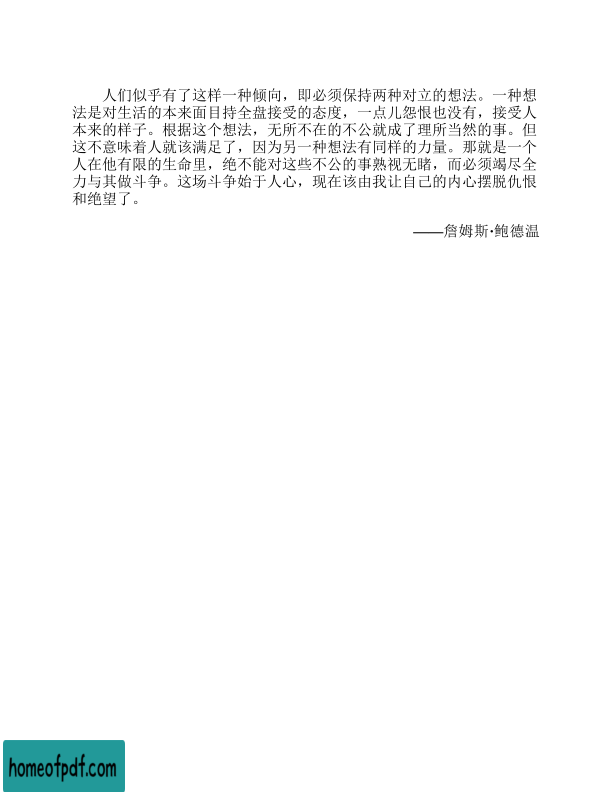 人们似乎有了这样一种倾向，即必须保持两种对立的想法。一种想
法是对生活的本来面目持全盘接受的态度，一点儿怨恨也没有，接受人
本来的样子。根据这个想法，无所不在的不公就成了理所当然的事。但
这不意味着人就该满足了，因为另一种想法有同样的力量。那就是一个
人在他有限的生命里，绝不能对这些不公的事熟视无睹，而必须竭尽全
力与其做斗争。这场斗争始于人心，现在该由我让自己的内心摆脱仇恨
和绝望了。
——詹姆斯·鲍德温
homeofpdf.com